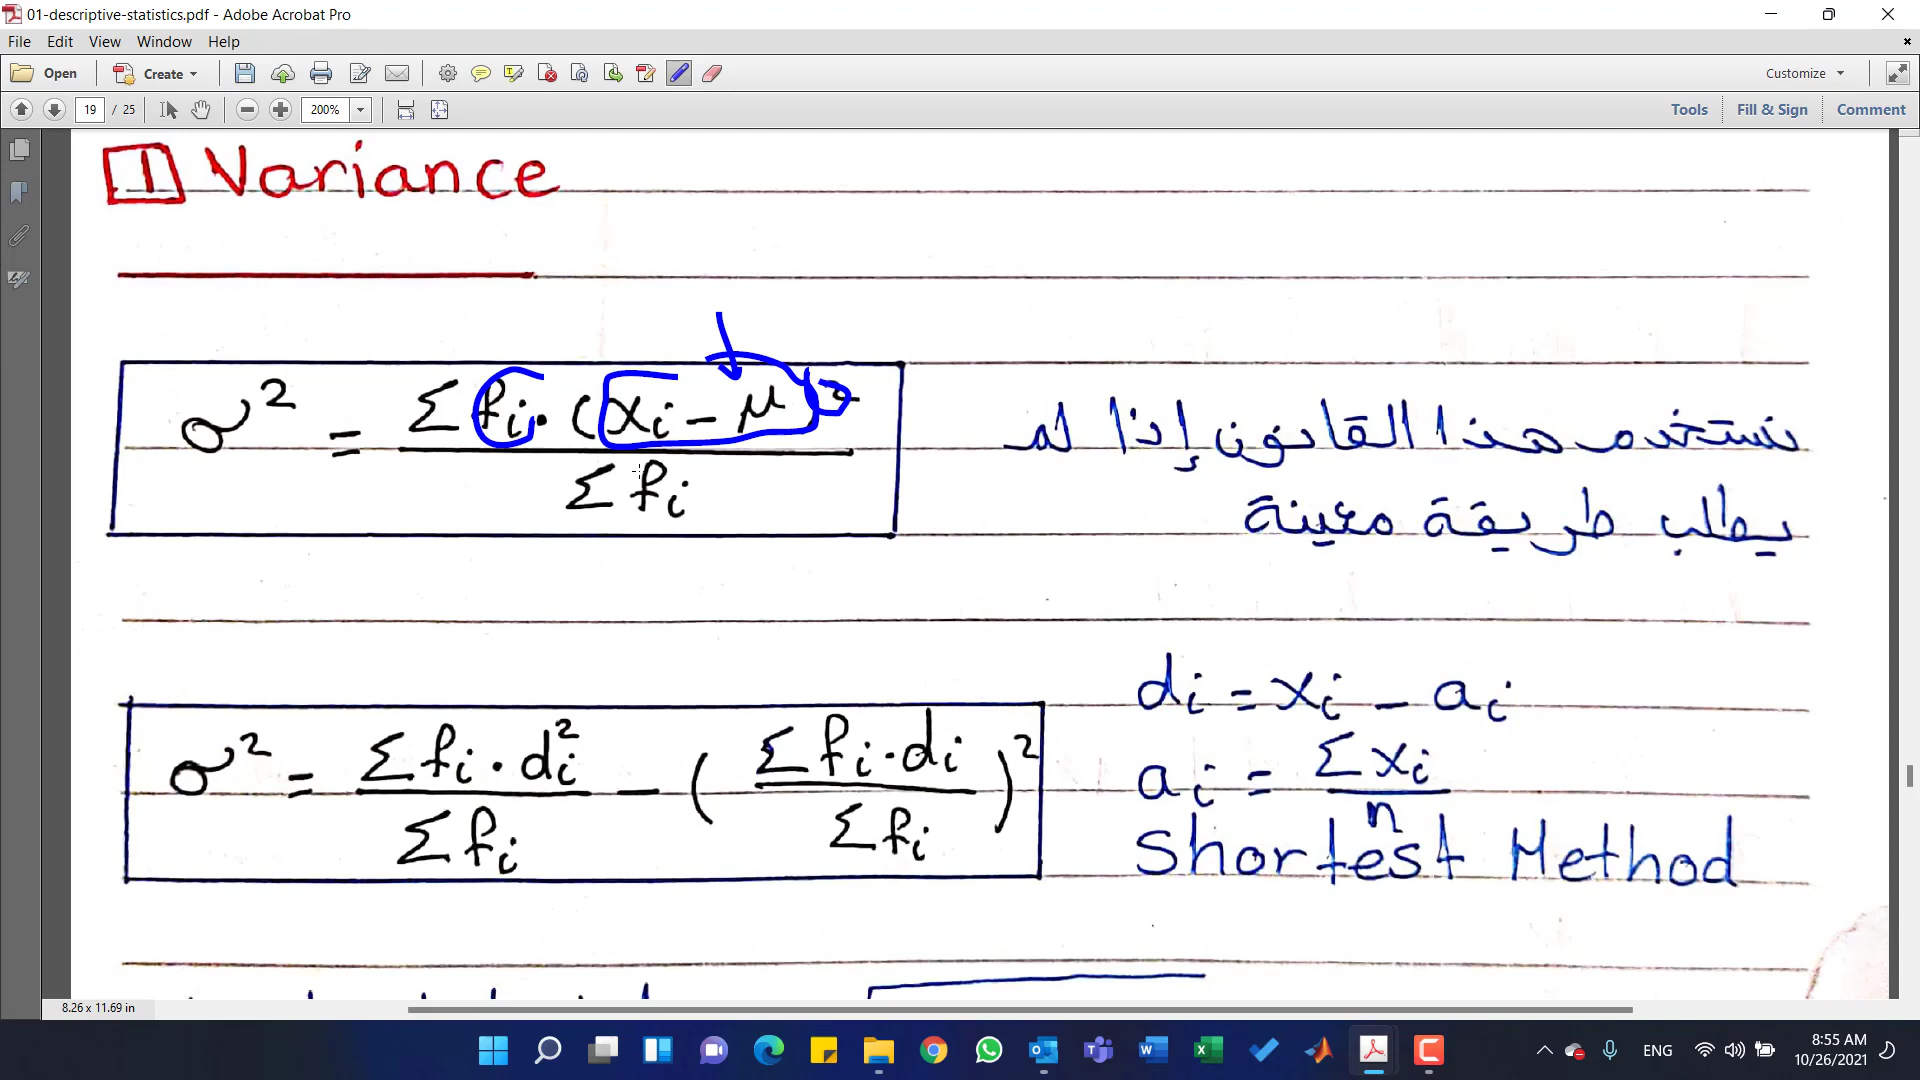 01-descriptive-statistics.pdf - Adobe Acrobat Pro
File Edit View Window Help
Open Create Customize
19 / 25 200% Tools Fill & Sign Comment
1 Variance
σ² = Σ fi · (xi - μ)² / Σ fi
نستخدم هذا القانون إذا لم
يطلب طريقة معينة
σ² = Σ fi · di² / Σ fi - (Σ fi · di / Σ fi)²
di = xi - ai
ai = Σ xi / n
Shortest Method
8.26 x 11.69 in
ENG
8:55 AM
10/26/2021